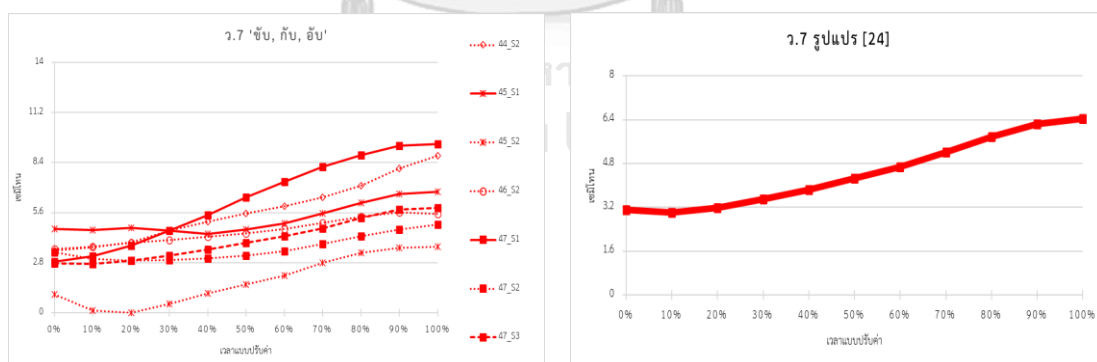 ว.7 'ขับ, กับ, อับ'
14
11.2
8.4
5.6
2.8
0
เซมิโทน
0% 10% 20% 30% 40% 50% 60% 70% 80% 90% 100%
เวลาแบบปรับค่า
44_S2
45_S1
45_S2
46_S2
47_S1
47_S2
47_S3
ว.7 รูปแปร [24]
8
6.4
4.8
3.2
1.6
0
เซมิโทน
0% 10% 20% 30% 40% 50% 60% 70% 80% 90% 100%
เวลาแบบปรับค่า